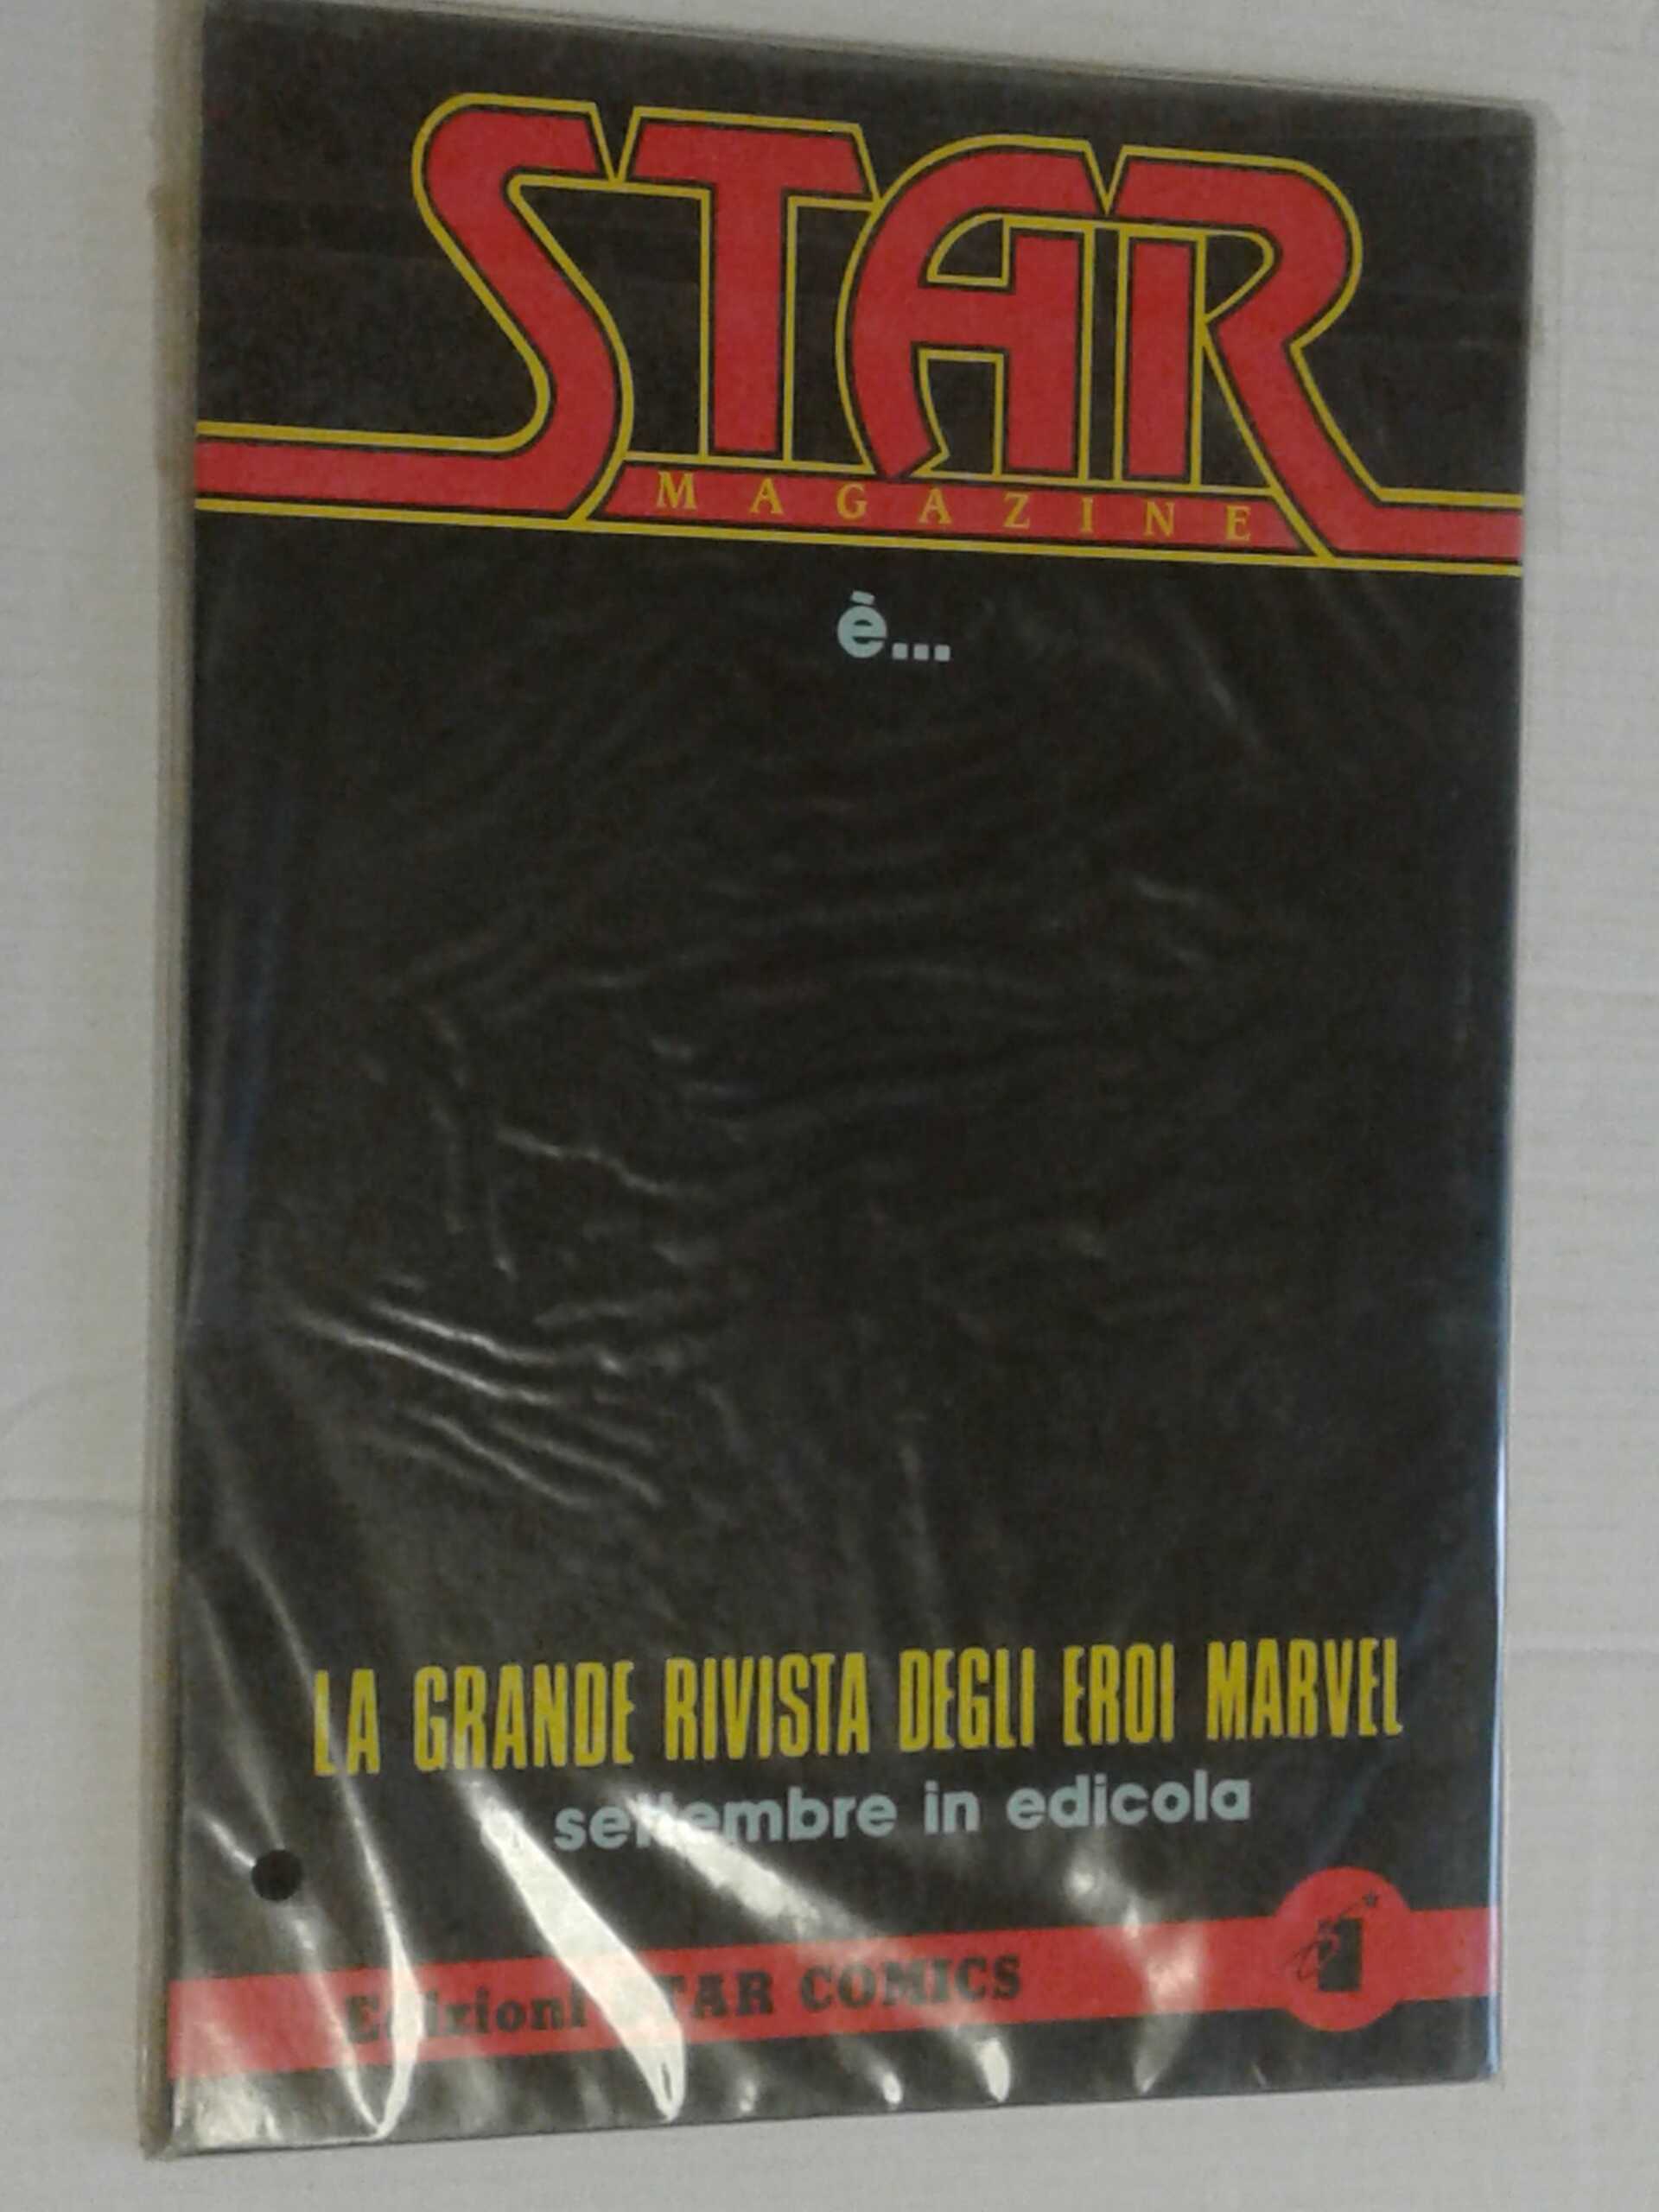 STAR
MAGAZINE
è...
LA GRANDE RIVISTA DEGLI EROI MARVEL
settembre in edicola
Edizioni STAR COMICS